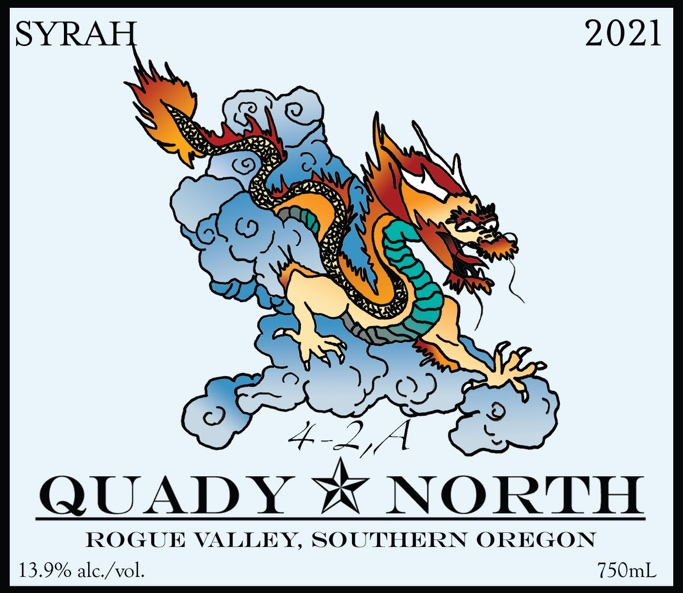 SYRAH 2021
4-2,A
QUADY NORTH
ROGUE VALLEY, SOUTHERN OREGON
13.9% alc./vol. 750mL